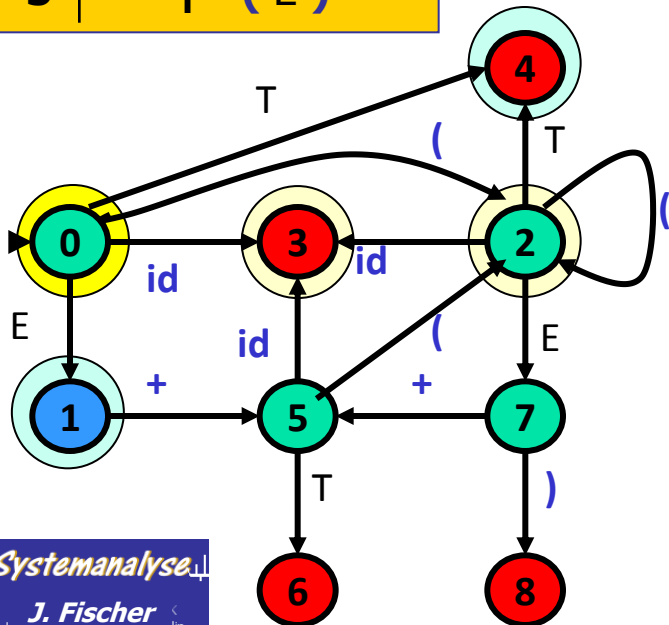 ( E )
4
T
(
T
0
3
2
(
id
id
E
id
(
E
+
+
1
5
7
T
)
Systemanalyse
6
8
J. Fischer